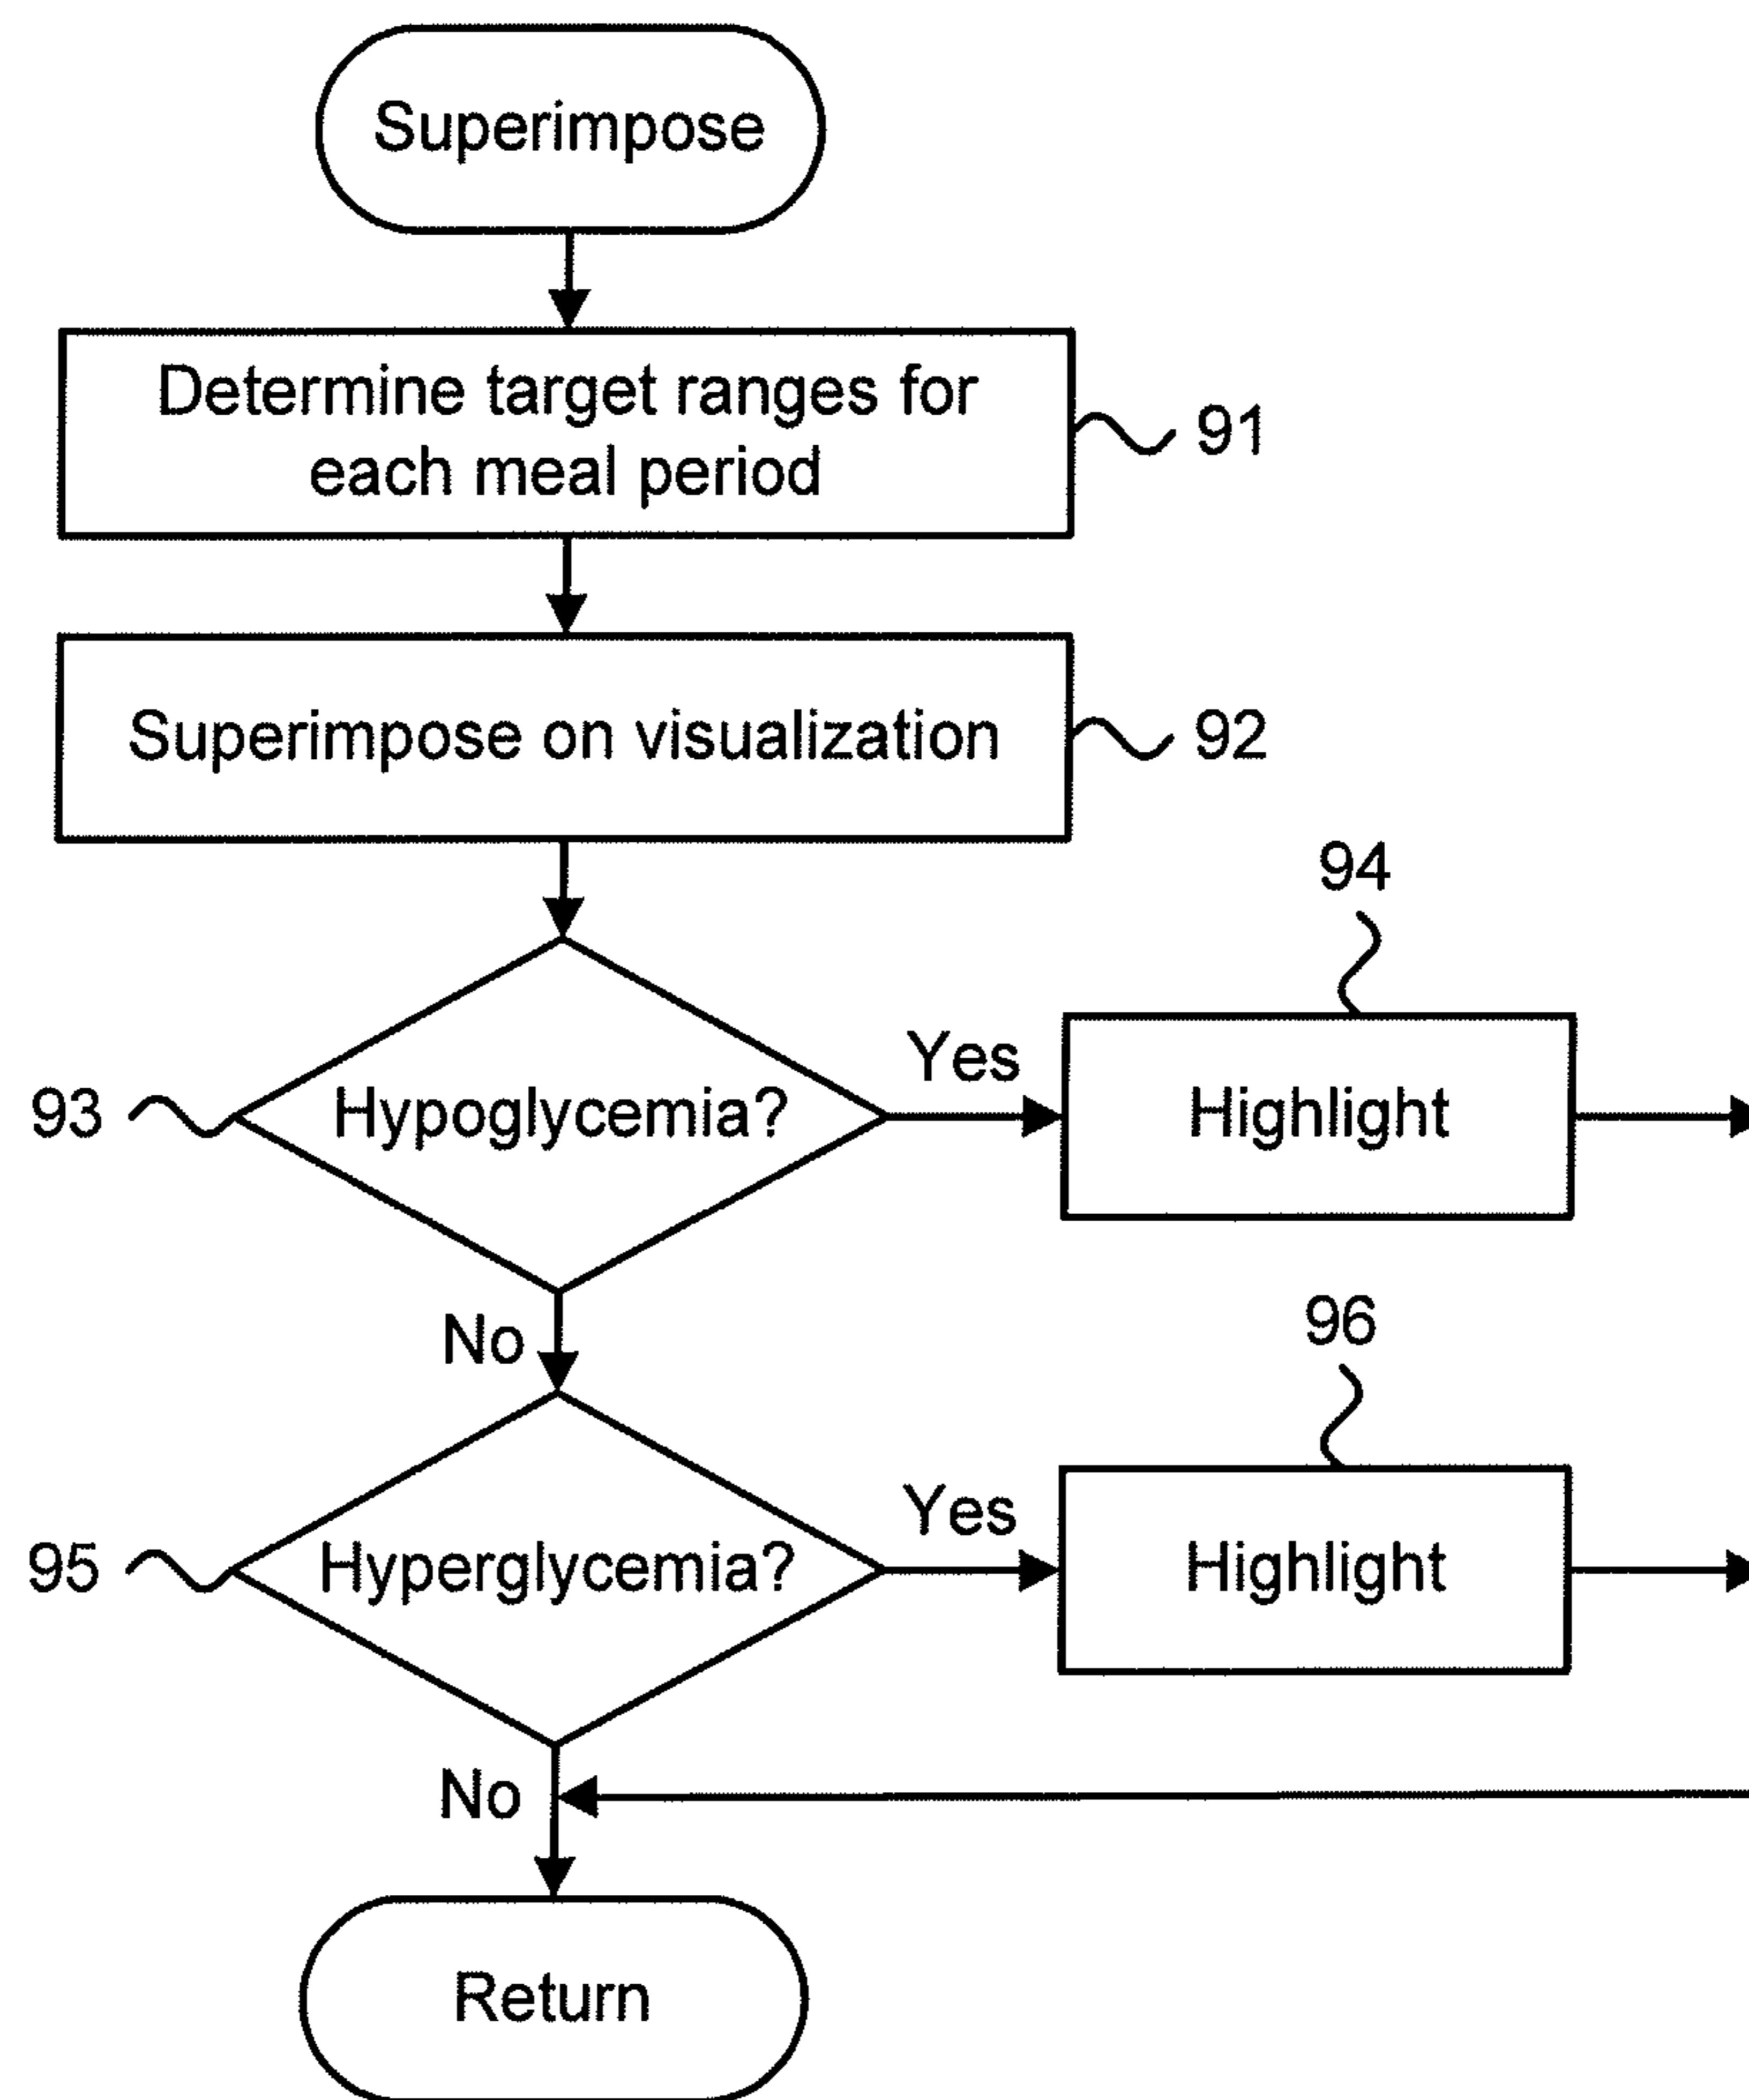 Superimpose
Determine target ranges for
each meal period
91
Superimpose on visualization
92
94
93
Hypoglycemia?
Yes
Highlight
No
96
95
Hyperglycemia?
Yes
Highlight
No
Return